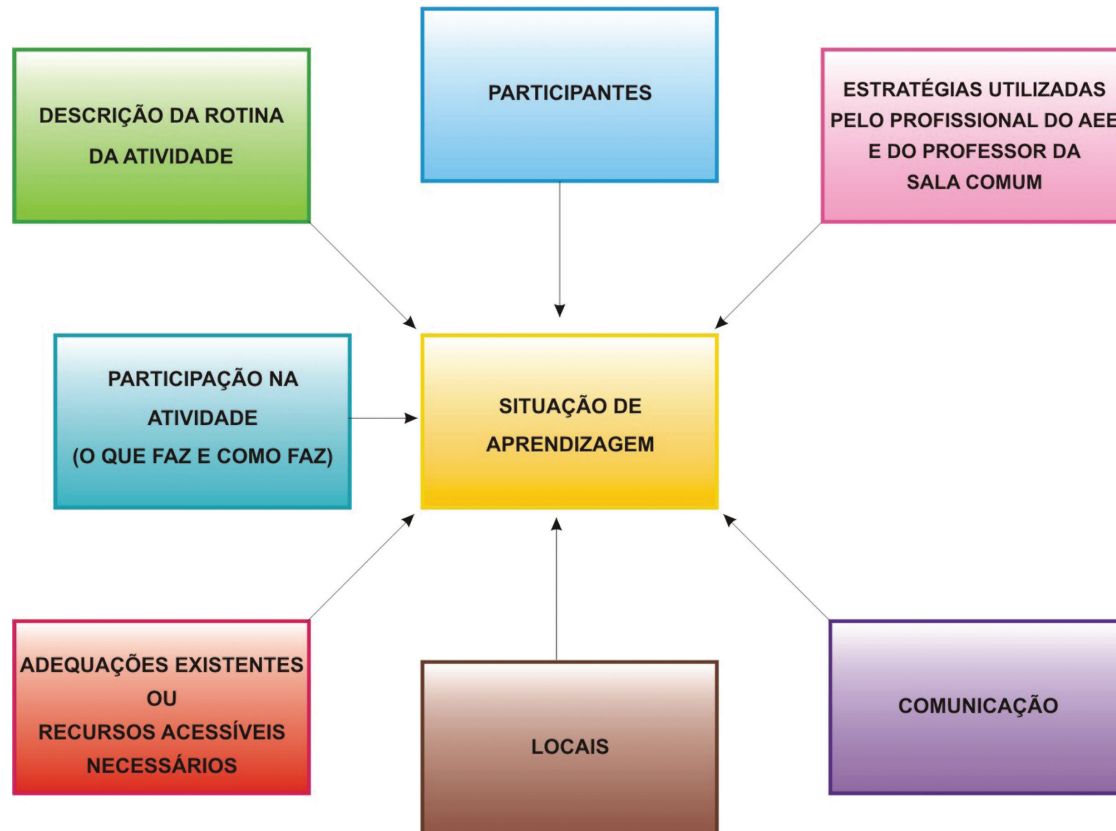 DESCRIÇÃO DA ROTINA
DA ATIVIDADE
PARTICIPANTES
ESTRATÉGIAS UTILIZADAS
PELO PROFISSIONAL DO AEE
E DO PROFESSOR DA
SALA COMUM
PARTICIPAÇÃO NA
ATIVIDADE
(O QUE FAZ E COMO FAZ)
SITUAÇÃO DE
APRENDIZAGEM
ADEQUAÇÕES EXISTENTES
OU
RECURSOS ACESSÍVEIS
NECESSÁRIOS
LOCAIS
COMUNICAÇÃO